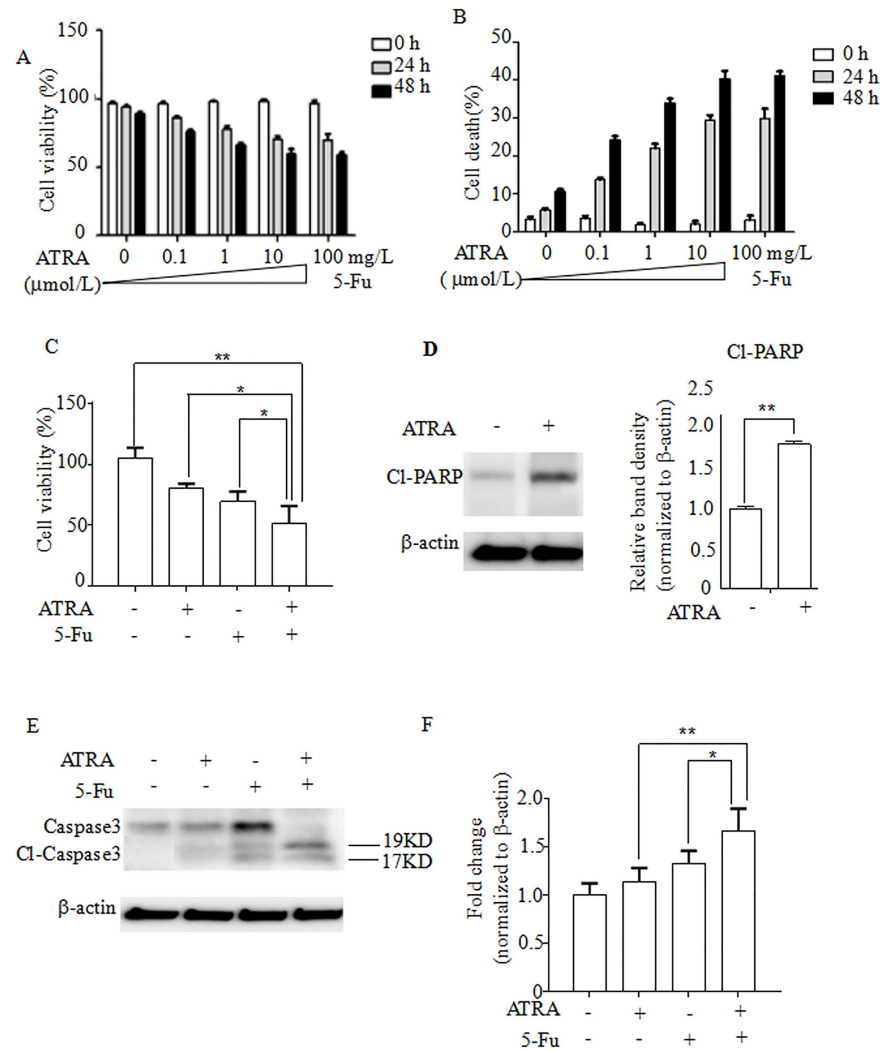 A
Cell viability (%)
150
100
50
0
0 h
24 h
48 h
ATRA 0 0.1 1 10 100 mg/L
(μmol/L) 5-Fu
B
Cell death(%)
50
40
30
20
10
0
0 h
24 h
48 h
ATRA 0 0.1 1 10 100 mg/L
( μmol/L) 5-Fu
C
Cell viability (%)
150
100
50
0
**
*
*
ATRA - + - +
5-Fu - - + +
D
ATRA - +
Cl-PARP
β-actin
Cl-PARP
Relative band density
(normalized to β-actin)
2.5
2.0
1.5
1.0
0.5
0
**
ATRA - +
E
ATRA - + - +
5-Fu - - + +
Caspase3
Cl-Caspase3
19KD
17KD
β-actin
F
Fold change
(normalized to β-actin)
2.0
1.5
1.0
0.5
0
**
*
ATRA - + - +
5-Fu - - + +